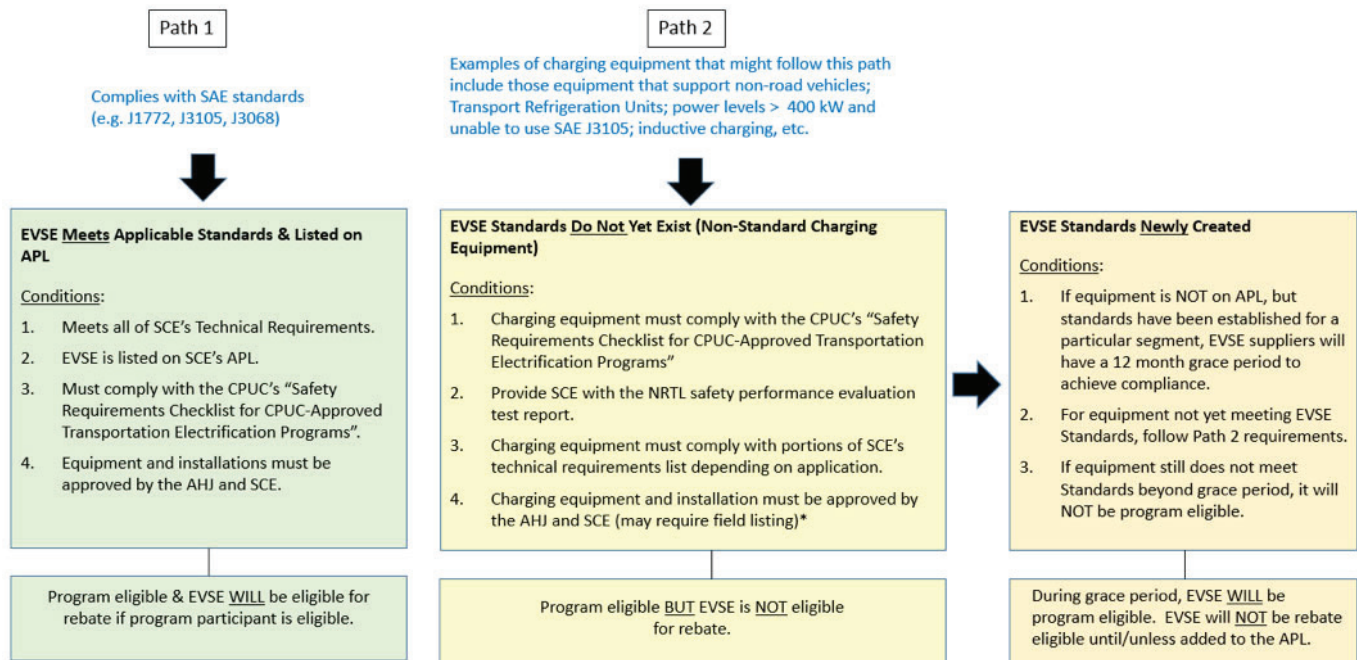 Path 1
Complies with SAE standards
(e.g. J1772, J3105, J3068)
EVSE Meets Applicable Standards & Listed on
APL
Conditions:
1. Meets all of SCE's Technical Requirements.
2. EVSE is listed on SCE's APL.
3. Must comply with the CPUC's "Safety
Requirements Checklist for CPUC-Approved
Transportation Electrification Programs".
4. Equipment and installations must be
approved by the AHJ and SCE.
Program eligible & EVSE WILL be eligible for
rebate if program participant is eligible.
Path 2
Examples of charging equipment that might follow this path
include those equipment that support non-road vehicles;
Transport Refrigeration Units; power levels > 400 kW and
unable to use SAE J3105; inductive charging, etc.
EVSE Standards Do Not Yet Exist (Non-Standard Charging
Equipment)
Conditions:
1. Charging equipment must comply with the CPUC's "Safety
Requirements Checklist for CPUC-Approved Transportation
Electrification Programs"
2. Provide SCE with the NRTL safety performance evaluation
test report.
3. Charging equipment must comply with portions of SCE's
technical requirements list depending on application.
4. Charging equipment and installation must be approved by
the AHJ and SCE (may require field listing)*
Program eligible BUT EVSE is NOT eligible
for rebate.
EVSE Standards Newly Created
Conditions:
1. If equipment is NOT on APL, but
standards have been established for a
particular segment, EVSE suppliers will
have a 12 month grace period to
achieve compliance.
2. For equipment not yet meeting EVSE
Standards, follow Path 2 requirements.
3. If equipment still does not meet
Standards beyond grace period, it will
NOT be program eligible.
During grace period, EVSE WILL be
program eligible. EVSE will NOT be rebate
eligible until/unless added to the APL.